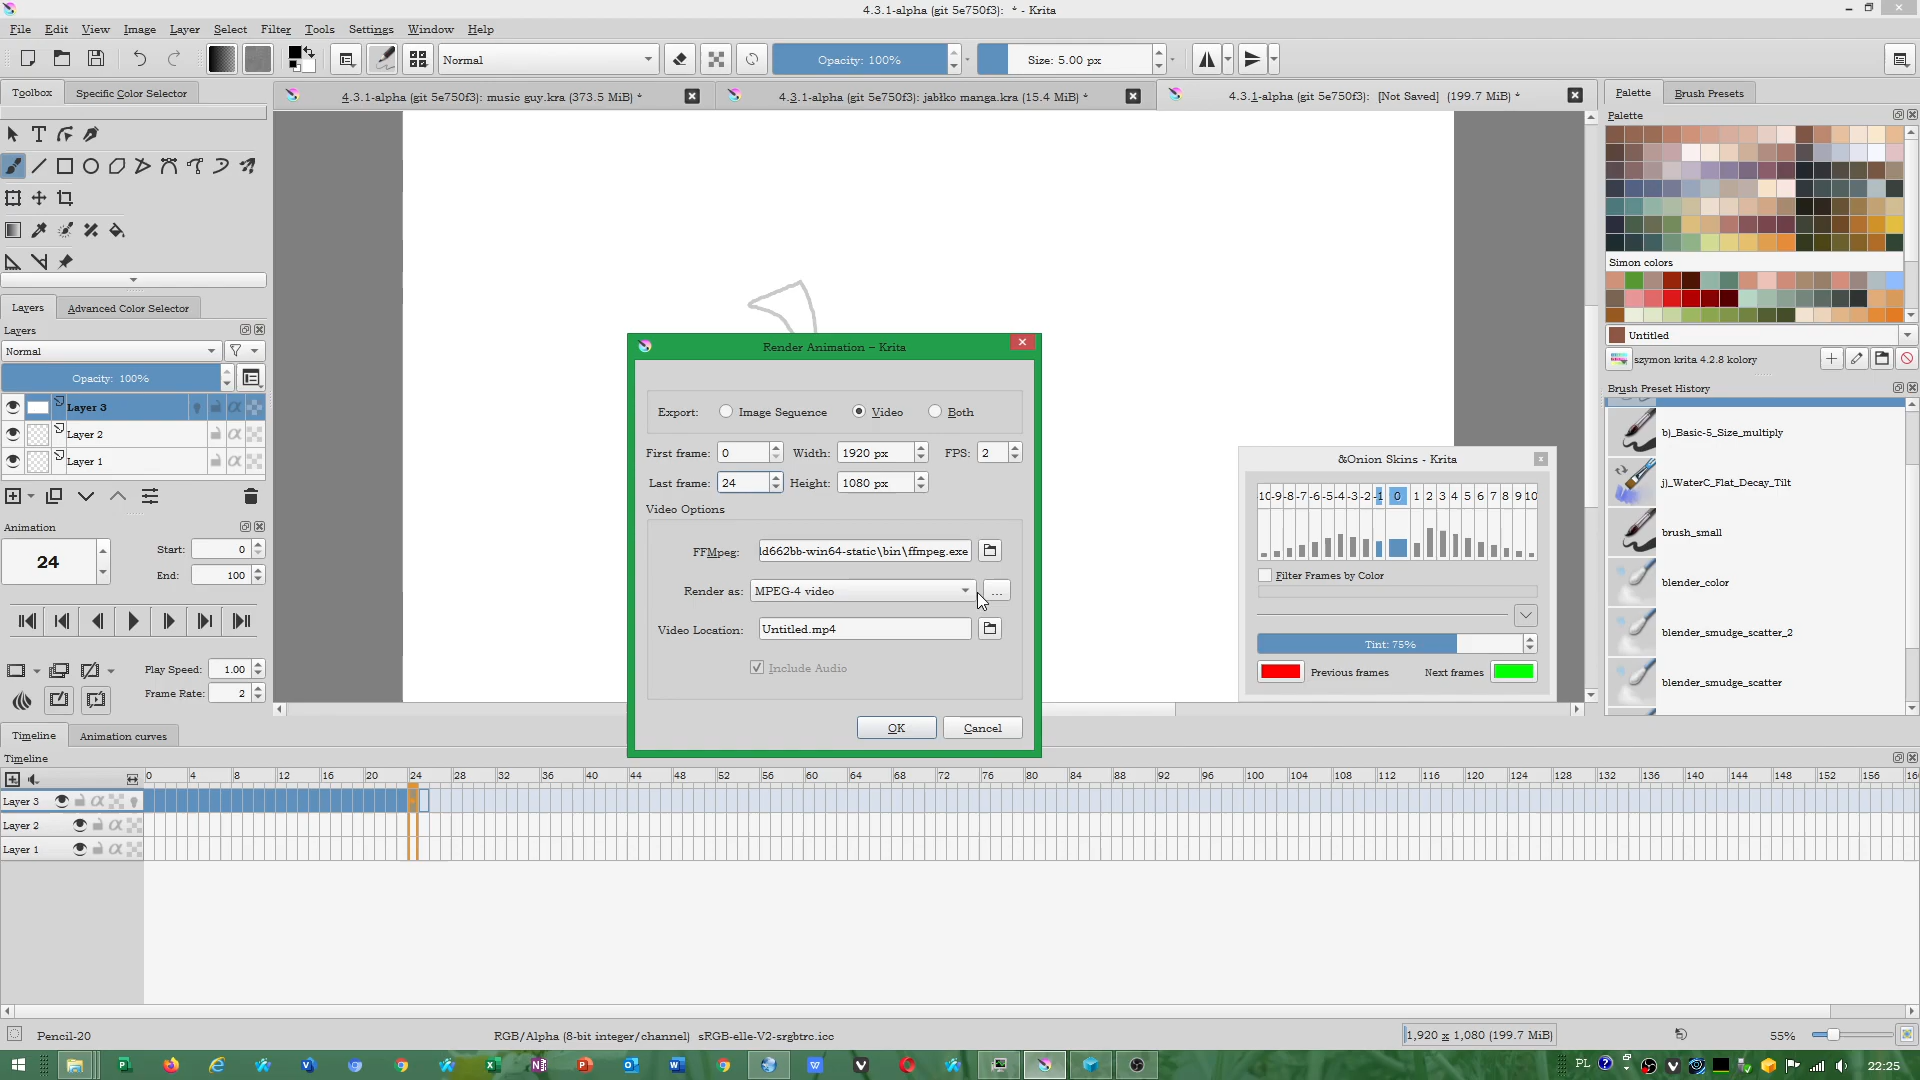 4.3.1-alpha (git 5e750f3):   * - Krita
File Edit View Image Layer Select Filter Tools Settings Window Help
Normal
Opacity: 100%
Size: 5.00 px
Toolbox
Specific Color Selector
4.3.1-alpha (git 5e750f3): music guy.kra (373.5 MiB) *
4.3.1-alpha (git 5e750f3): jabłko manga.kra (15.4 MiB) *
4.3.1-alpha (git 5e750f3):  [Not Saved]  (199.7 MiB) *
Palette
Brush Presets
Palette
Simon colors
Untitled
szymon krita 4.2.8 kolory
Brush Preset History
b)_Basic-5_Size_multiply
j)_WaterC_Flat_Decay_Tilt
brush_small
blender_color
blender_smudge_scatter_2
blender_smudge_scatter
Layers
Advanced Color Selector
Layers
Normal
Opacity:  100%
Layer 3
Layer 2
Layer 1
Animation
24
Start: 0
End: 100
Play Speed: 1.00
Frame Rate: 2
Render Animation – Krita
Export: Image Sequence Video Both
First frame: 0 Width: 1920 px FPS: 2
Last frame: 24 Height: 1080 px
Video Options
FFMpeg: ld662bb-win64-static\bin\ffmpeg.exe
Render as: MPEG-4 video ...
Video Location: Untitled.mp4
Include Audio
OK Cancel
&Onion Skins - Krita
10 -9 -8 -7 -6 -5 -4 -3 -2 -1 0 1 2 3 4 5 6 7 8 9 10
Filter Frames by Color
Tint: 75%
Previous frames
Next frames
Timeline
Animation curves
Timeline
0 4 8 12 16 20 24 28 32 36 40 44 48 52 56 60 64 68 72 76 80 84 88 92 96 100 104 108 112 116 120 124 128 132 136 140 144 148 152 156 16
Layer 3
Layer 2
Layer 1
Pencil-20
RGB/Alpha (8-bit integer/channel)  sRGB-elle-V2-srgbtrc.icc
1,920 x 1,080 (199.7 MiB)
55%
PL
22:25